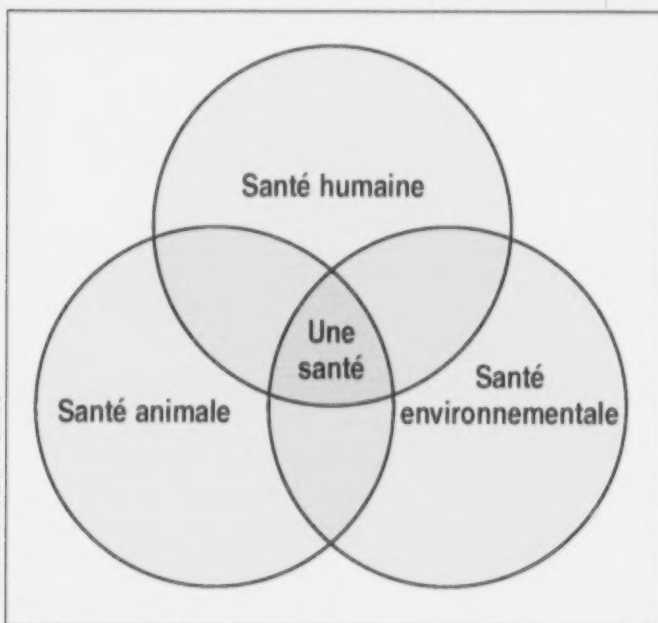 Santé humaine
Une
santé
Santé animale
Santé
environnementale